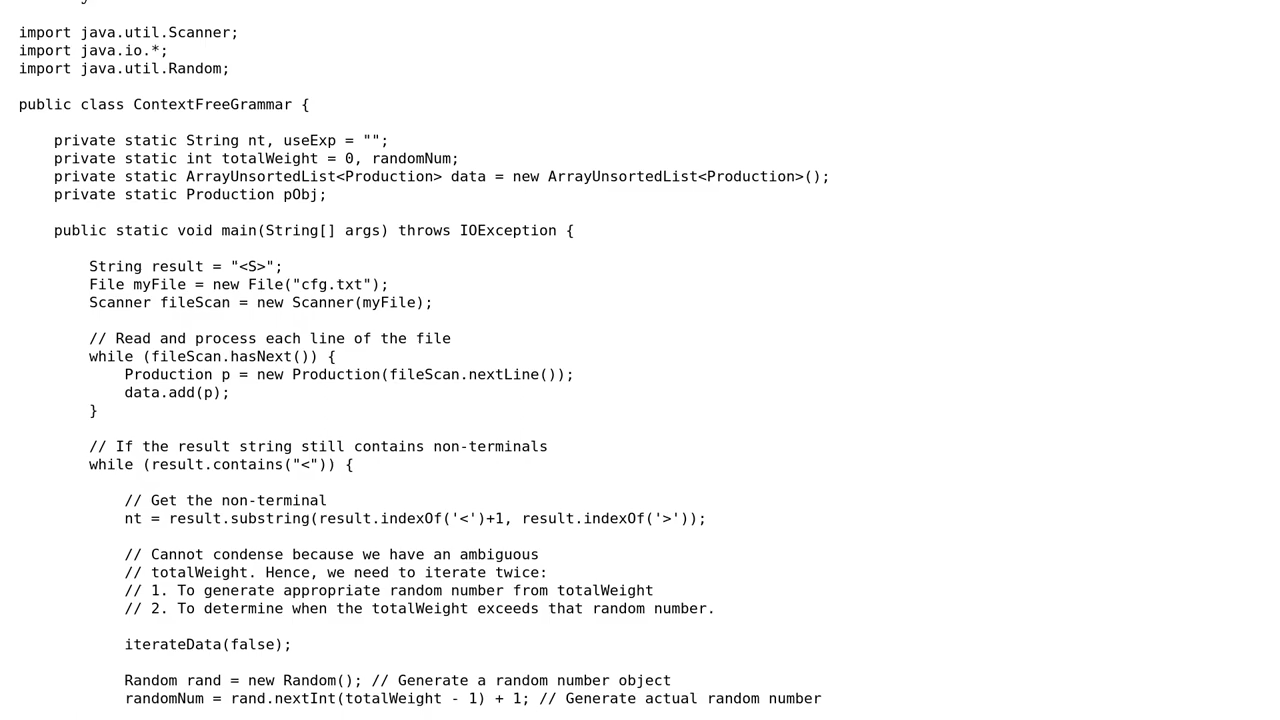 import java.util.Scanner;
import java.io.*;
import java.util.Random;
public class ContextFreeGrammar {
    private static String nt, useExp = "";
    private static int totalWeight = 0, randomNum;
    private static ArrayUnsortedList<Production> data = new ArrayUnsortedList<Production>();
    private static Production pObj;
    public static void main(String[] args) throws IOException {
        String result = "<S>";
        File myFile = new File("cfg.txt");
        Scanner fileScan = new Scanner(myFile);
        // Read and process each line of the file
        while (fileScan.hasNext()) {
            Production p = new Production(fileScan.nextLine());
            data.add(p);
        }
        // If the result string still contains non-terminals
        while (result.contains("<")) {
            // Get the non-terminal
            nt = result.substring(result.indexOf('<')+1, result.indexOf('>'));
            // Cannot condense because we have an ambiguous
            // totalWeight. Hence, we need to iterate twice:
            // 1. To generate appropriate random number from totalWeight
            // 2. To determine when the totalWeight exceeds that random number.
            iterateData(false);
            Random rand = new Random(); // Generate a random number object
            randomNum = rand.nextInt(totalWeight - 1) + 1; // Generate actual random number